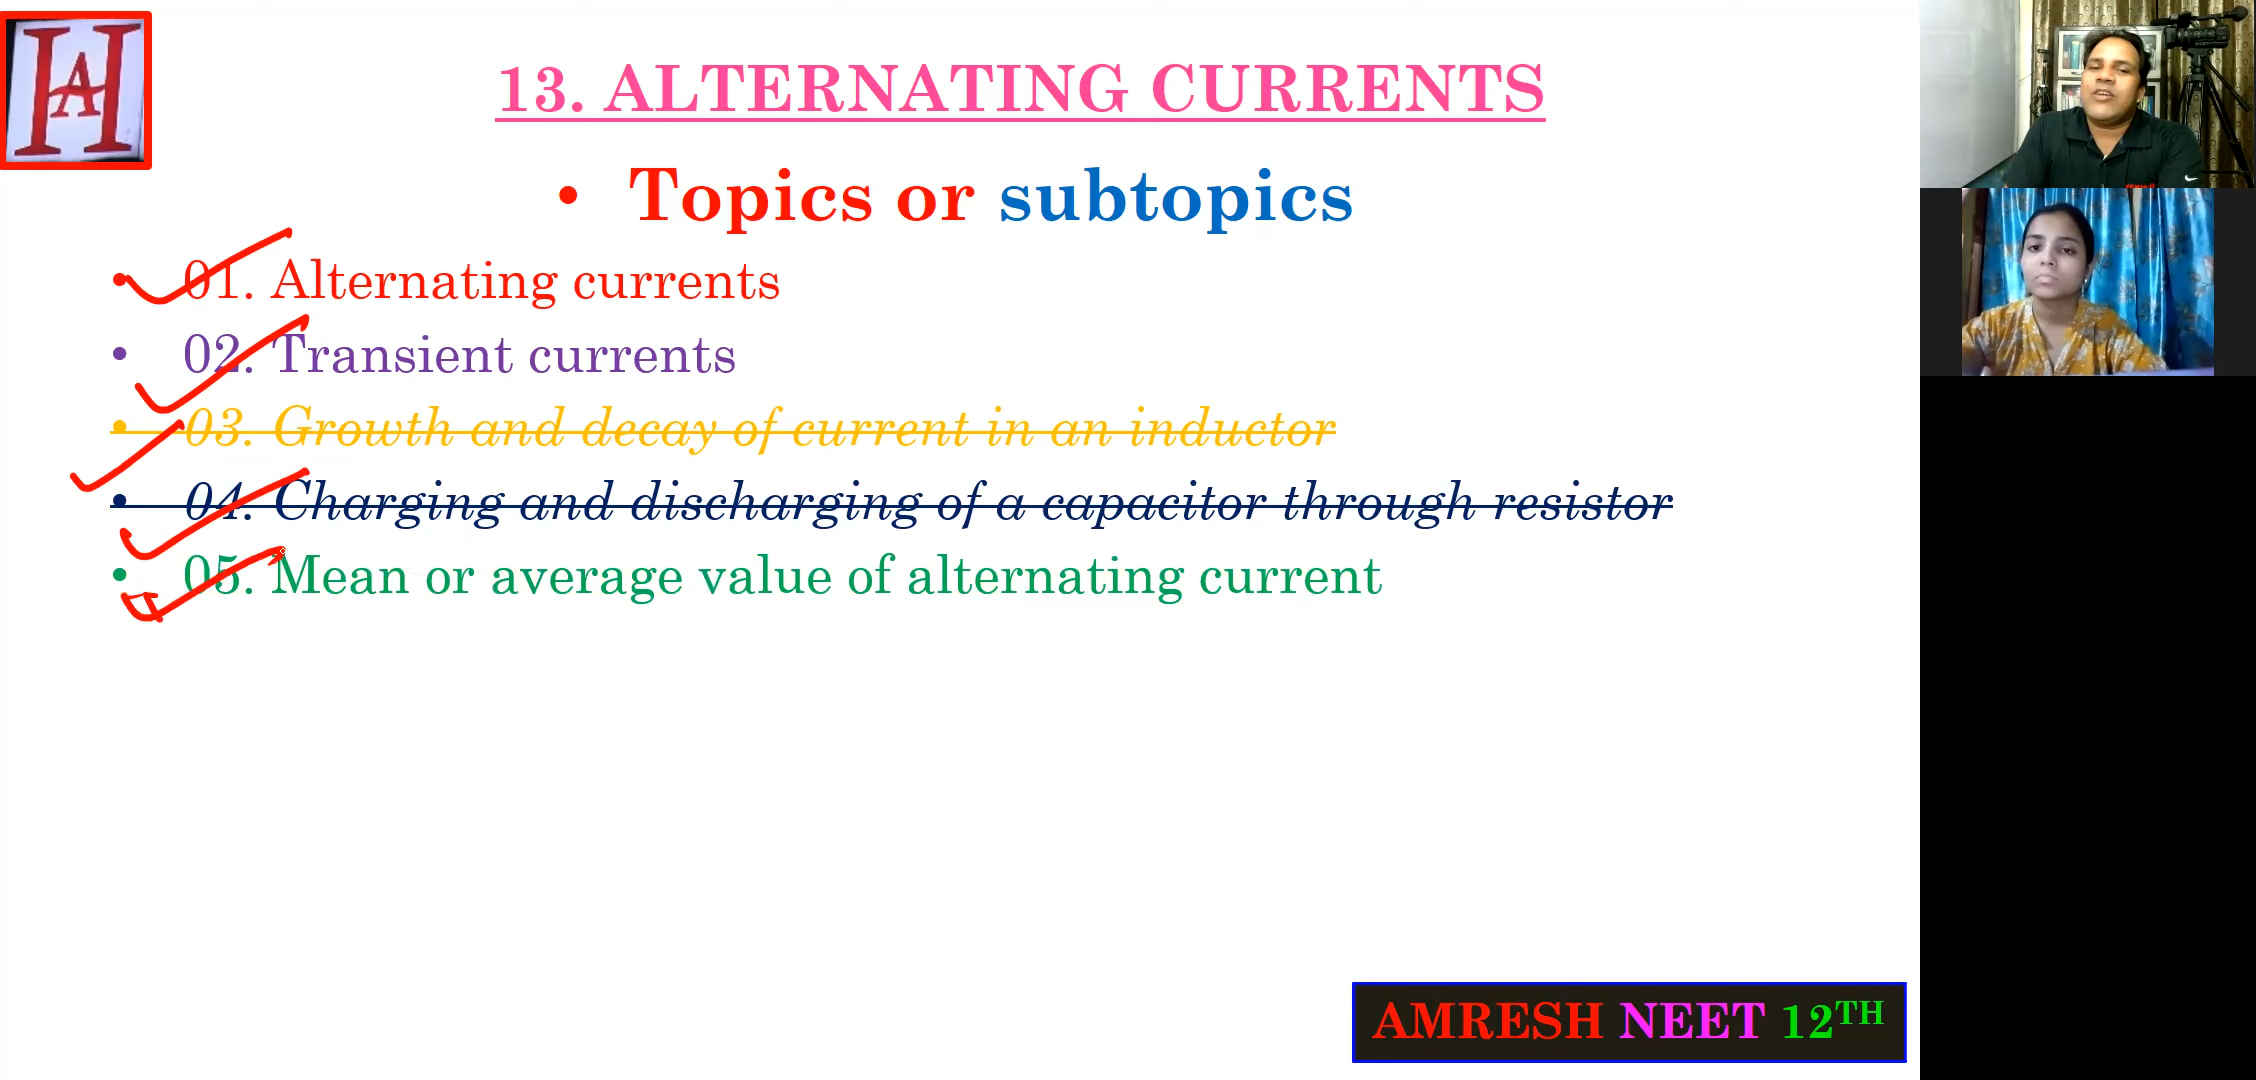 HA
13. ALTERNATING CURRENTS
• Topics or subtopics
• 01. Alternating currents
• 02. Transient currents
• 03. Growth and decay of current in an inductor
• 04. Charging and discharging of a capacitor through resistor
• 05. Mean or average value of alternating current
AMRESH NEET 12TH